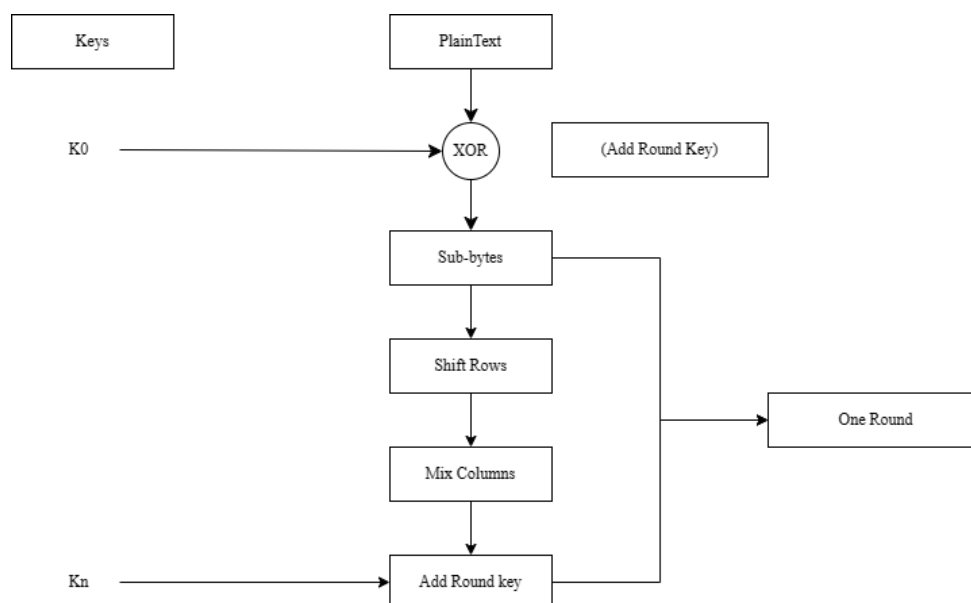 Keys
PlainText
K0
XOR
(Add Round Key)
Sub-bytes
Shift Rows
One Round
Mix Columns
Kn
Add Round key